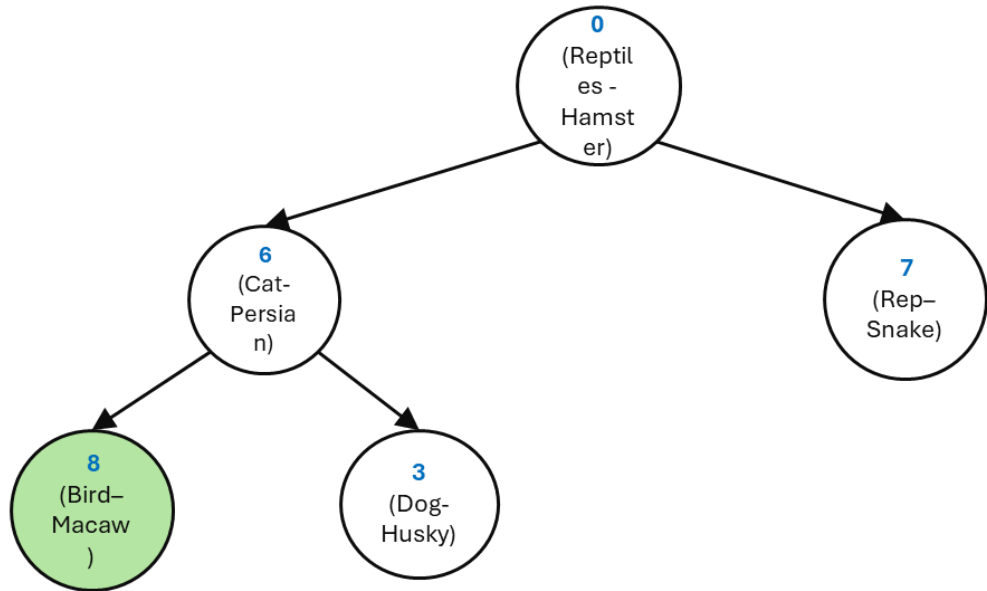 0
(Reptil
es -
Hamst
er)
6
(Cat-
Persia
n)
7
(Rep–
Snake)
8
(Bird–
Macaw
)
3
(Dog-
Husky)